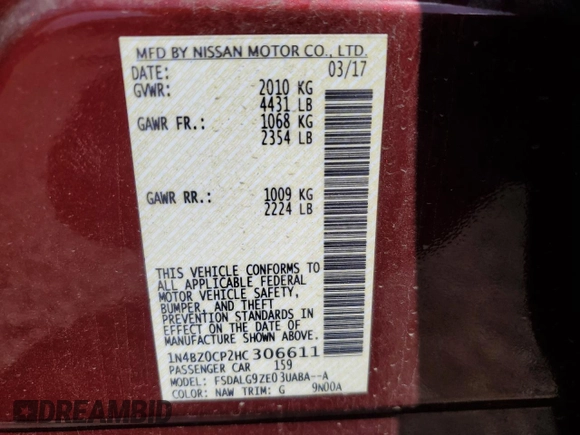 MFD BY NISSAN MOTOR CO., LTD.
DATE: 03/17
GVWR: 2010 KG
4431 LB
GAWR FR.: 1068 KG
2354 LB
GAWR RR.: 1009 KG
2224 LB
THIS VEHICLE CONFORMS TO
ALL APPLICABLE FEDERAL
MOTOR VEHICLE SAFETY,
BUMPER, AND THEFT
PREVENTION STANDARDS IN
EFFECT ON THE DATE OF
MANUFACTURE SHOWN ABOVE.
1N4BZ0CP2HC 306611
PASSENGER CAR 159
MODEL: FSDALG9ZE03UABA--A
COLOR: NAW TRIM: G 9N00A
DREAMBID